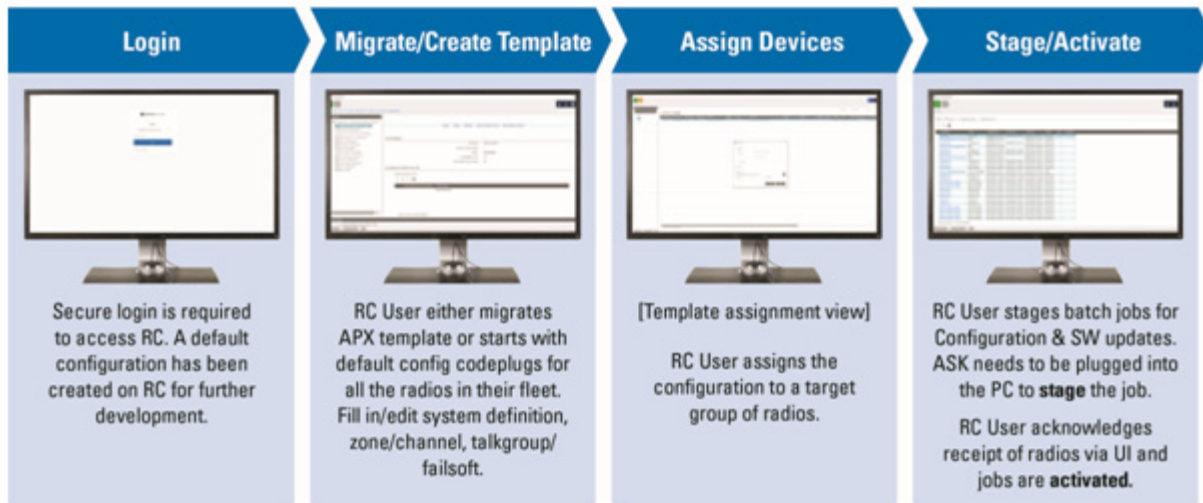 Login
Migrate/Create Template
Assign Devices
Stage/Activate
Secure login is required
to access RC. A default
configuration has been
created on RC for further
development.
RC User either migrates
APX template or starts with
default config codeplugs for
all the radios in their fleet.
Fill in/edit system definition,
zone/channel, talkgroup/
failsoft.
[Template assignment view]
RC User assigns the
configuration to a target
group of radios.
RC User stages batch jobs for
Configuration & SW updates.
ASK needs to be plugged into
the PC to stage the job.
RC User acknowledges
receipt of radios via UI and
jobs are activated.